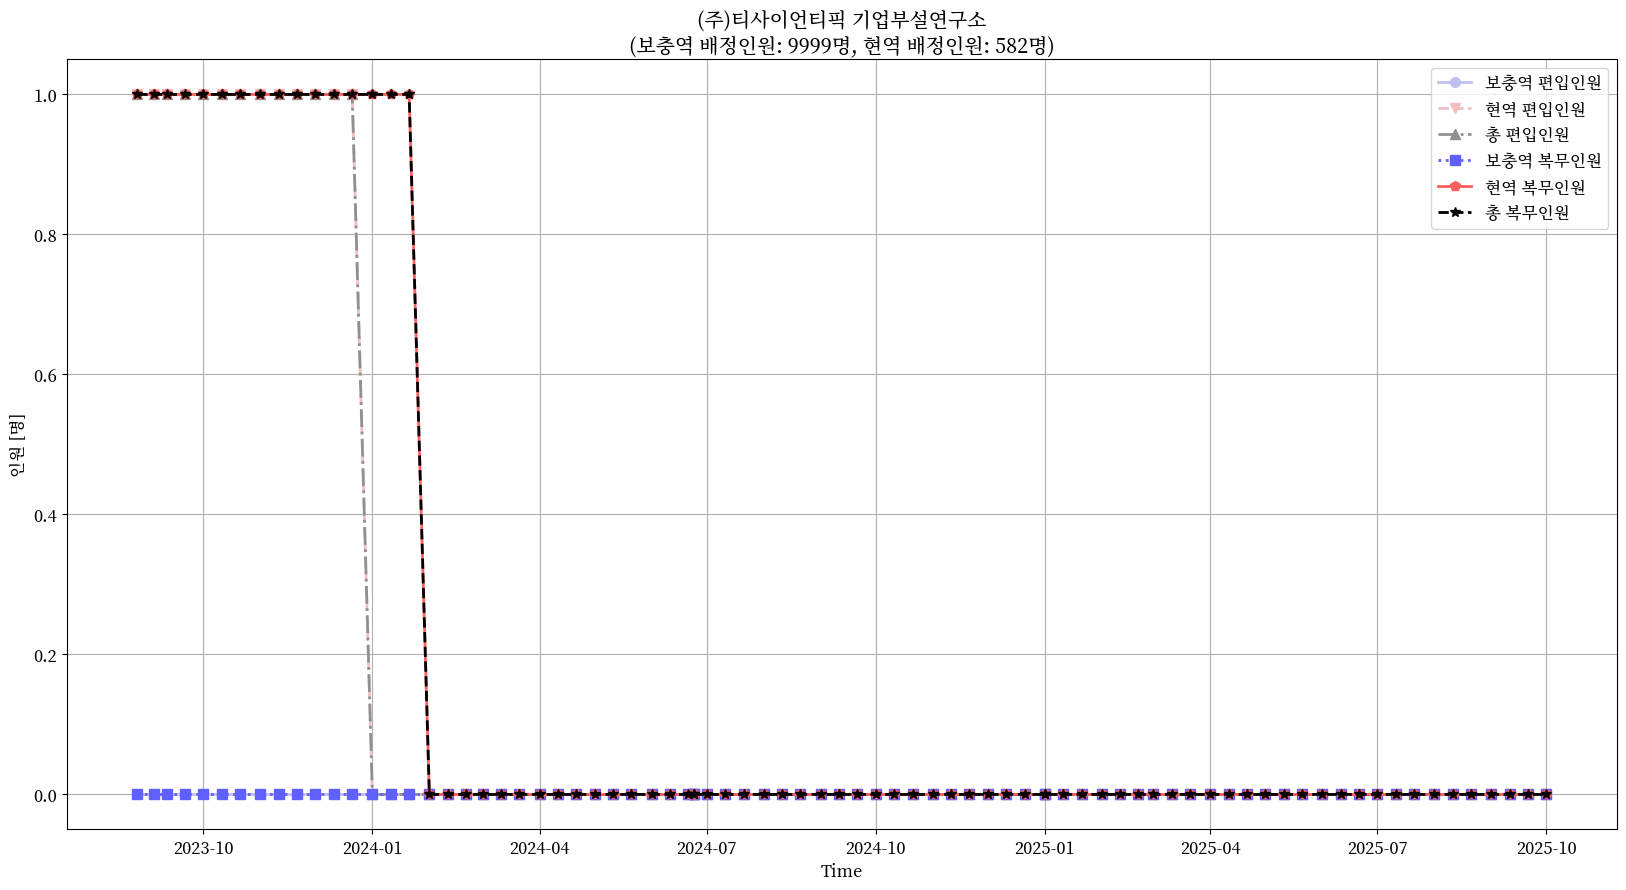 (주)티사이언티픽 기업부설연구소
(보충역 배정인원: 9999명, 현역 배정인원: 582명)
보충역 편입인원
현역 편입인원
총 편입인원
보충역 복무인원
현역 복무인원
총 복무인원
인원 [명]
1.0
0.8
0.6
0.4
0.2
0.0
2023-10
2024-01
2024-04
2024-07
2024-10
2025-01
2025-04
2025-07
2025-10
Time